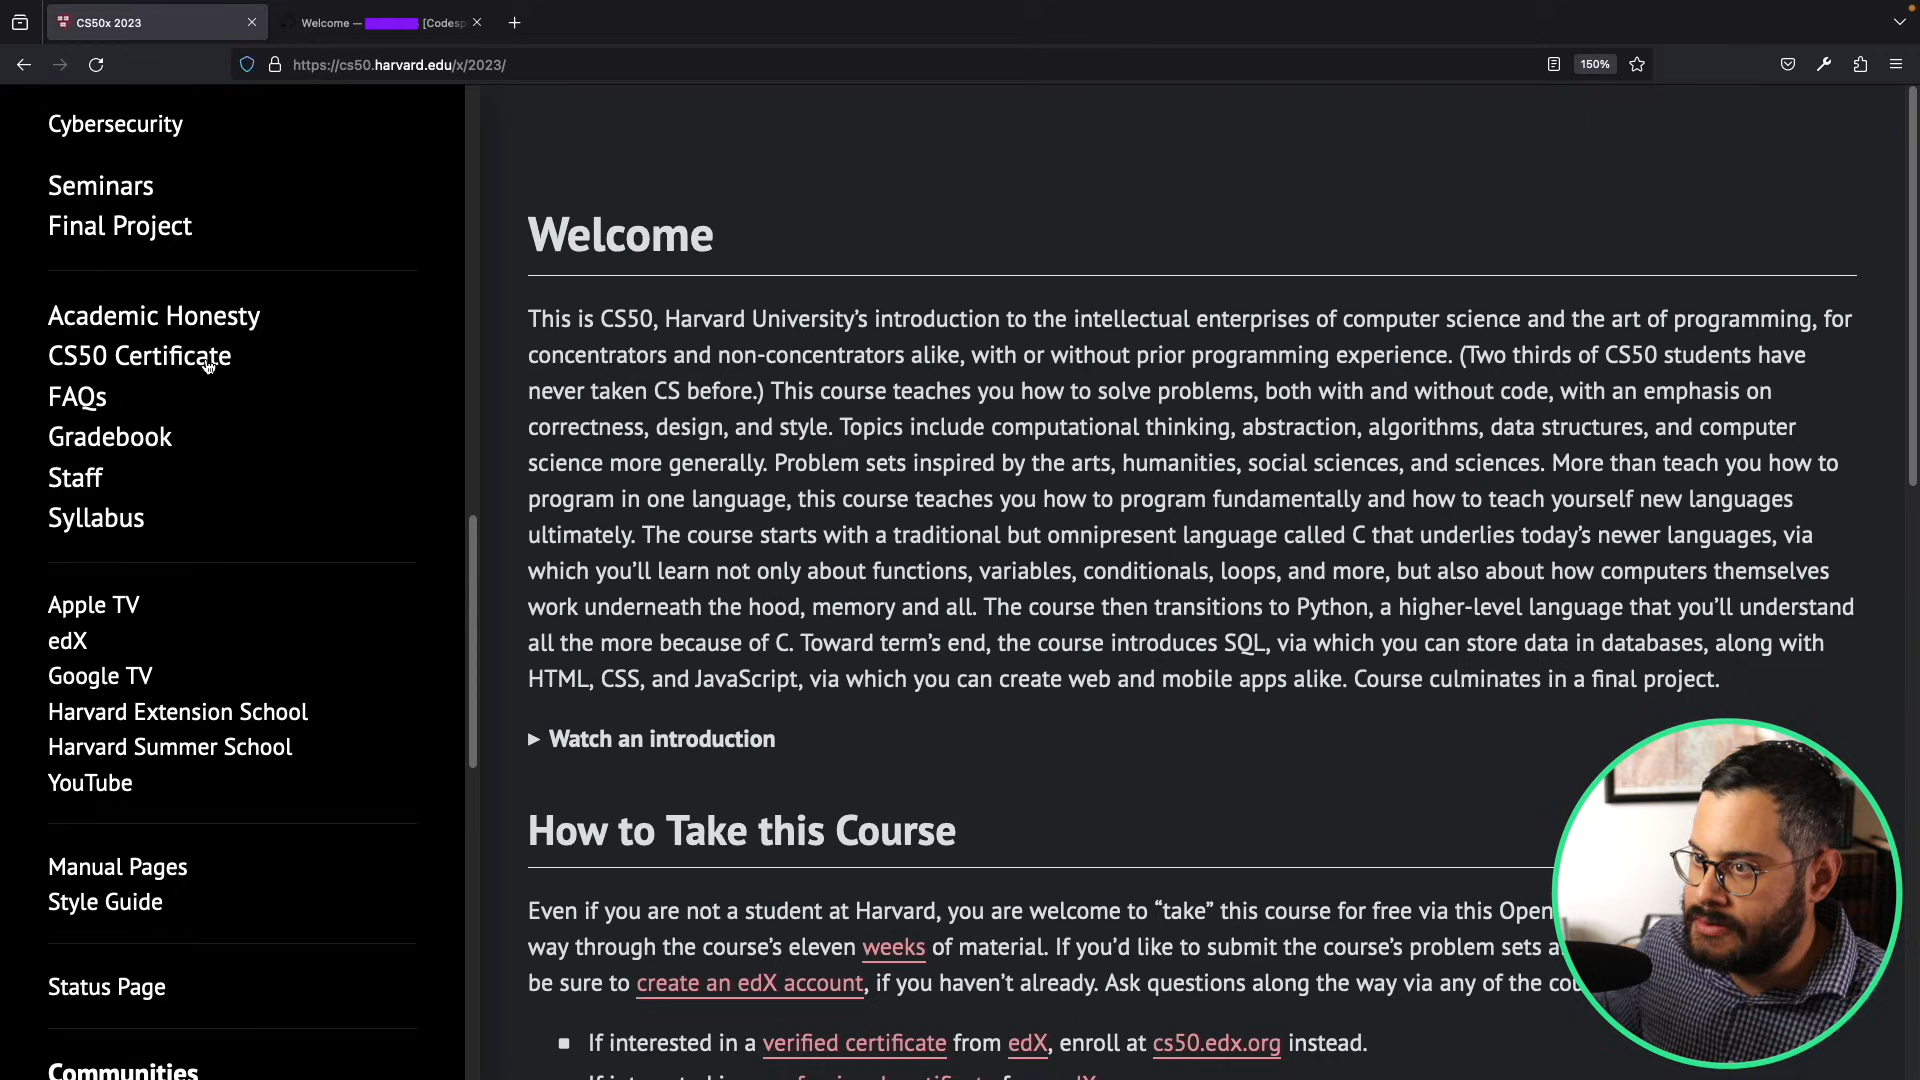 CS50x 2023
Welcome — [Codesp
https://cs50.harvard.edu/x/2023/
150%
Cybersecurity
Seminars
Final Project
Academic Honesty
CS50 Certificate
FAQs
Gradebook
Staff
Syllabus
Apple TV
edX
Google TV
Harvard Extension School
Harvard Summer School
YouTube
Manual Pages
Style Guide
Status Page
Communities
Welcome
This is CS50, Harvard University’s introduction to the intellectual enterprises of computer science and the art of programming, for
concentrators and non-concentrators alike, with or without prior programming experience. (Two thirds of CS50 students have
never taken CS before.) This course teaches you how to solve problems, both with and without code, with an emphasis on
correctness, design, and style. Topics include computational thinking, abstraction, algorithms, data structures, and computer
science more generally. Problem sets inspired by the arts, humanities, social sciences, and sciences. More than teach you how to
program in one language, this course teaches you how to program fundamentally and how to teach yourself new languages
ultimately. The course starts with a traditional but omnipresent language called C that underlies today’s newer languages, via
which you’ll learn not only about functions, variables, conditionals, loops, and more, but also about how computers themselves
work underneath the hood, memory and all. The course then transitions to Python, a higher-level language that you’ll understand
all the more because of C. Toward term’s end, the course introduces SQL, via which you can store data in databases, along with
HTML, CSS, and JavaScript, via which you can create web and mobile apps alike. Course culminates in a final project.
Watch an introduction
How to Take this Course
Even if you are not a student at Harvard, you are welcome to “take” this course for free via this Open
way through the course’s eleven weeks of material. If you’d like to submit the course’s problem sets a
be sure to create an edX account, if you haven’t already. Ask questions along the way via any of the cou
If interested in a verified certificate from edX, enroll at cs50.edx.org instead.